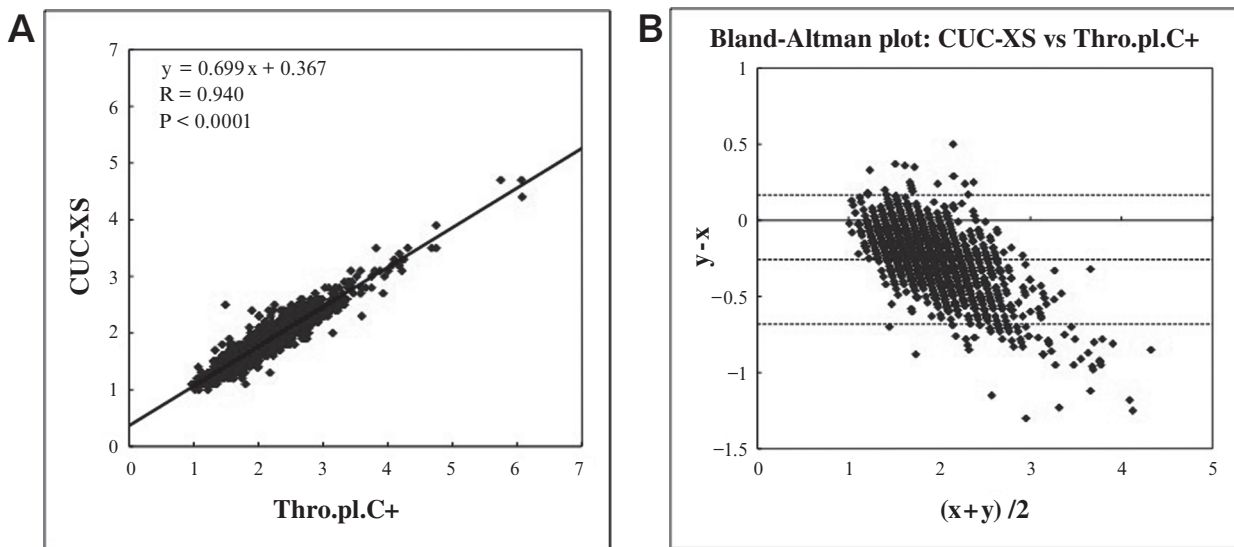 A
7
6
5
4
3
2
1
0
y = 0.699x + 0.367
R = 0.940
P < 0.0001
CUC-XS
0 1 2 3 4 5 6 7
Thro.pl.C+
B
Bland-Altman plot: CUC-XS vs Thro.pl.C+
1
0.5
0
−0.5
−1
−1.5
y-x
0 1 2 3 4 5
(x+y) /2